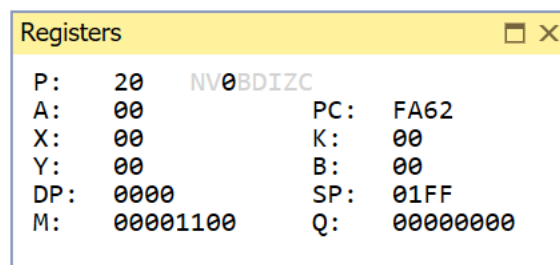 Registers
P: 20 NV0BDIZC
A: 00 PC: FA62
X: 00 K: 00
Y: 00 B: 00
DP: 0000 SP: 01FF
M: 00001100 Q: 00000000